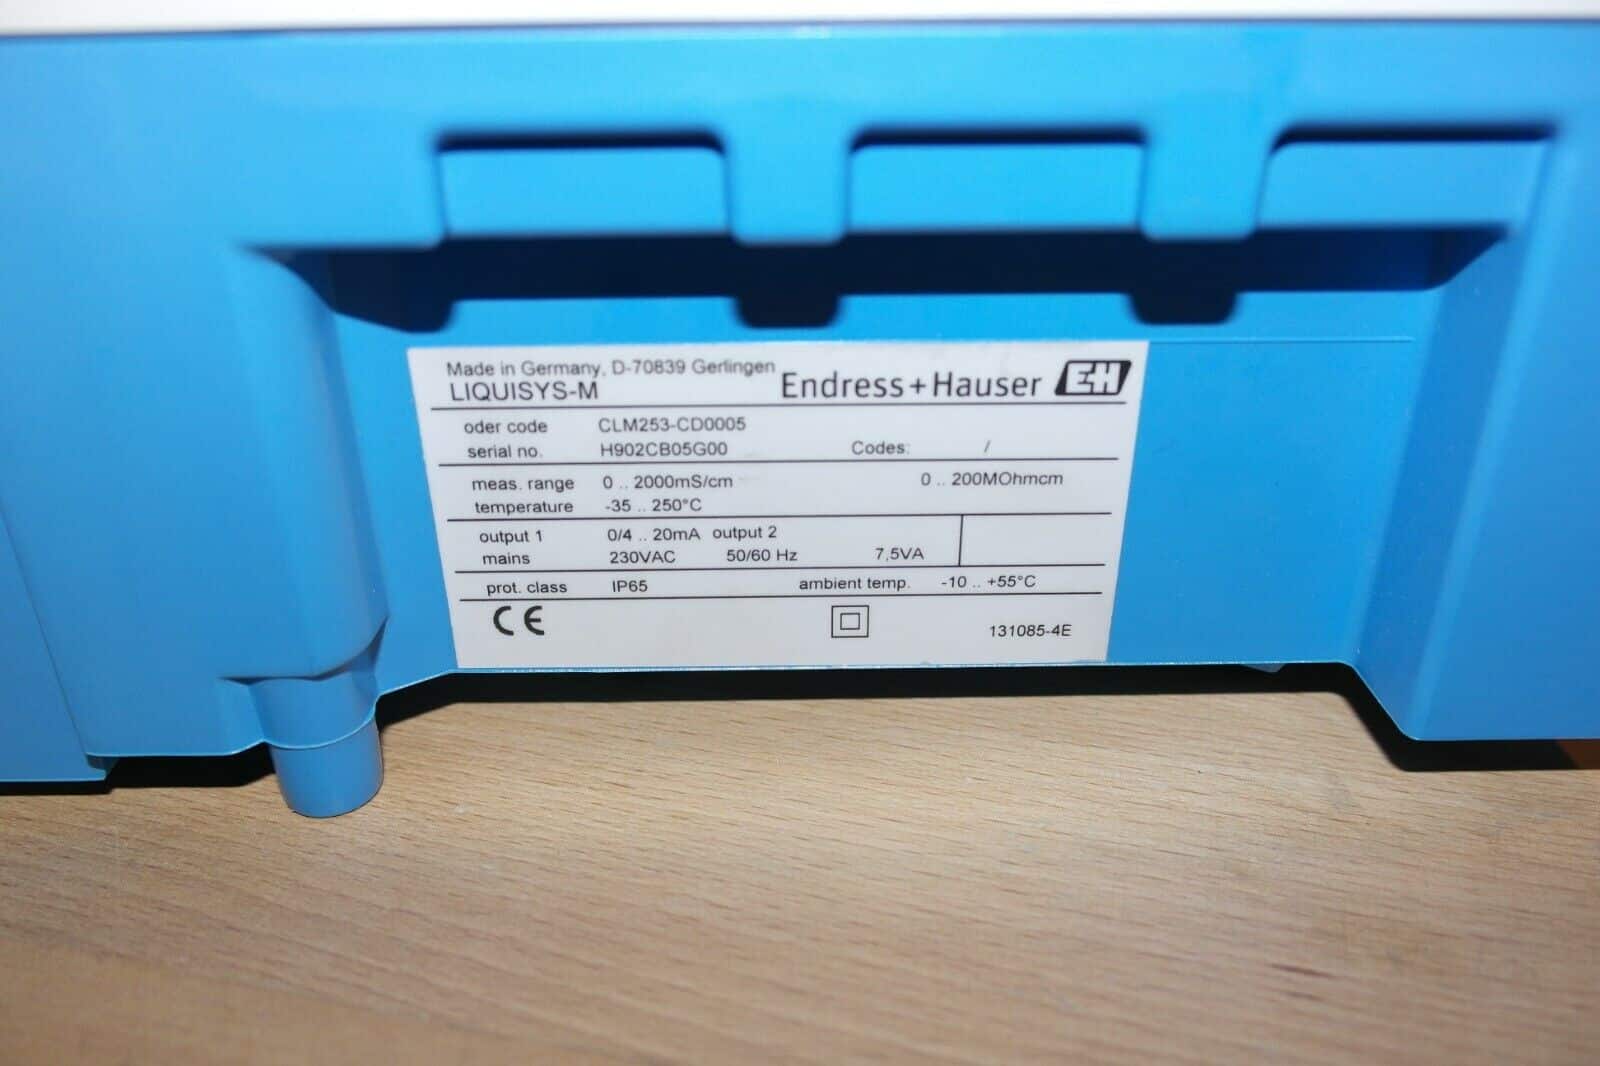 Made in Germany, D-70839 Gerlingen
LIQUISYS-M Endress+Hauser EH
oder code CLM253-CD0005
serial no. H902CB05G00 Codes: /
meas. range 0 .. 2000mS/cm 0 .. 200MOhmcm
temperature -35 .. 250°C
output 1 0/4 .. 20mA output 2
mains 230VAC 50/60 Hz 7,5VA
prot. class IP65 ambient temp. -10 .. +55°C
CE
131085-4E